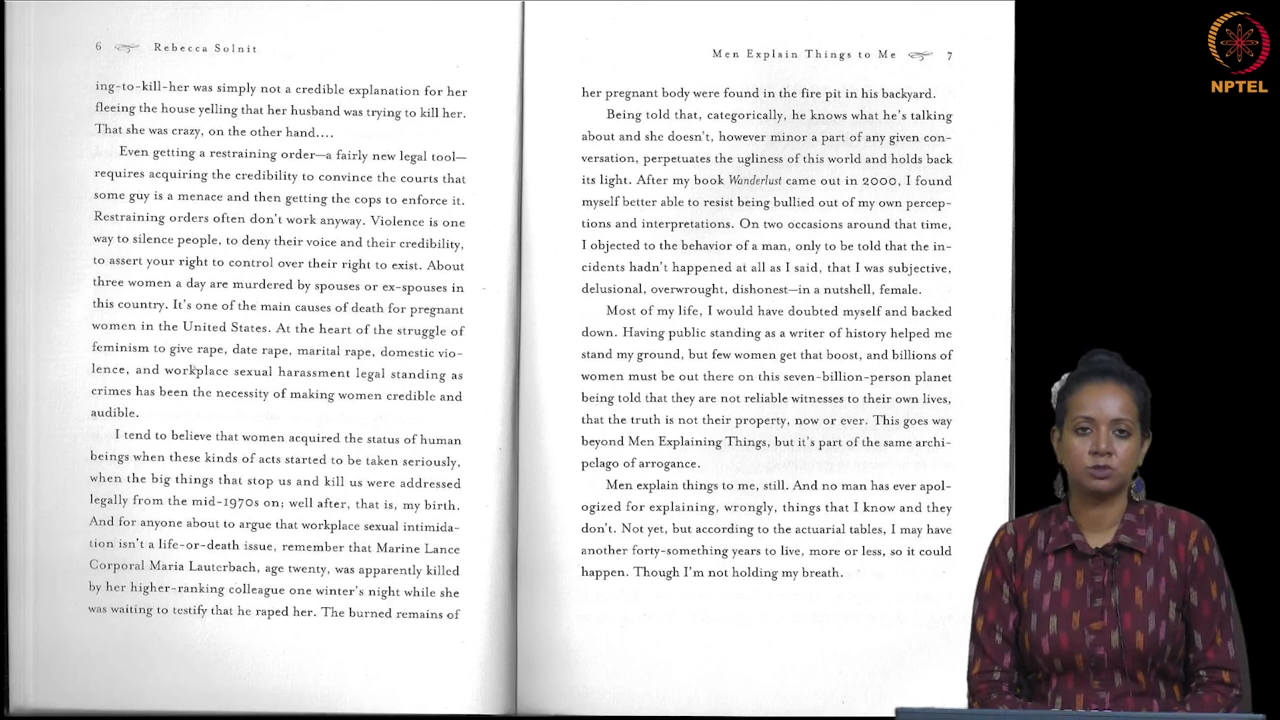 6 Rebecca Solnit
ing-to-kill-her was simply not a credible explanation for her
fleeing the house yelling that her husband was trying to kill her.
That she was crazy, on the other hand....
Even getting a restraining order—a fairly new legal tool—
requires acquiring the credibility to convince the courts that
some guy is a menace and then getting the cops to enforce it.
Restraining orders often don't work anyway. Violence is one
way to silence people, to deny their voice and their credibility,
to assert your right to control over their right to exist. About
three women a day are murdered by spouses or ex-spouses in
this country. It's one of the main causes of death for pregnant
women in the United States. At the heart of the struggle of
feminism to give rape, date rape, marital rape, domestic vio-
lence, and workplace sexual harassment legal standing as
crimes has been the necessity of making women credible and
audible.
I tend to believe that women acquired the status of human
beings when these kinds of acts started to be taken seriously,
when the big things that stop us and kill us were addressed
legally from the mid-1970s on; well after, that is, my birth.
And for anyone about to argue that workplace sexual intimida-
tion isn't a life-or-death issue, remember that Marine Lance
Corporal Maria Lauterbach, age twenty, was apparently killed
by her higher-ranking colleague one winter's night while she
was waiting to testify that he raped her. The burned remains of
Men Explain Things to Me 7
her pregnant body were found in the fire pit in his backyard.
Being told that, categorically, he knows what he's talking
about and she doesn't, however minor a part of any given con-
versation, perpetuates the ugliness of this world and holds back
its light. After my book Wanderlust came out in 2000, I found
myself better able to resist being bullied out of my own percep-
tions and interpretations. On two occasions around that time,
I objected to the behavior of a man, only to be told that the in-
cidents hadn't happened at all as I said, that I was subjective,
delusional, overwrought, dishonest—in a nutshell, female.
Most of my life, I would have doubted myself and backed
down. Having public standing as a writer of history helped me
stand my ground, but few women get that boost, and billions of
women must be out there on this seven-billion-person planet
being told that they are not reliable witnesses to their own lives,
that the truth is not their property, now or ever. This goes way
beyond Men Explaining Things, but it's part of the same archi-
pelago of arrogance.
Men explain things to me, still. And no man has ever apol-
ogized for explaining, wrongly, things that I know and they
don't. Not yet, but according to the actuarial tables, I may have
another forty-something years to live, more or less, so it could
happen. Though I'm not holding my breath.
NPTEL